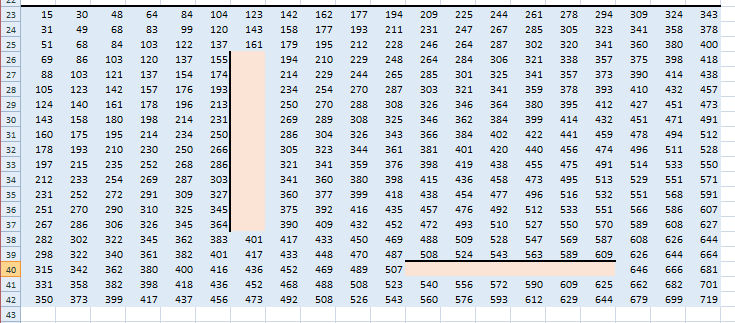 23 15 30 48 64 84 104 123 142 162 177 194 209 225 244 261 278 294 309 324 343
24 31 49 68 83 99 120 143 158 177 193 211 231 247 267 285 305 323 341 358 378
25 51 68 84 103 122 137 161 179 195 212 228 246 264 287 302 320 341 360 380 400
26 69 86 103 120 137 155 194 210 229 248 264 284 306 321 338 357 375 398 418
27 88 103 121 137 154 174 214 229 244 265 285 301 325 341 357 373 390 414 438
28 105 123 142 157 176 193 234 254 270 287 303 321 341 359 378 393 410 432 457
29 124 140 161 178 196 213 250 270 288 308 326 346 364 380 395 412 427 451 473
30 143 158 180 198 214 231 269 289 308 325 346 362 384 399 414 432 451 471 491
31 160 175 195 214 234 250 286 304 326 343 366 384 402 422 441 459 478 494 512
32 178 193 210 230 250 266 305 323 344 361 381 401 420 440 456 474 496 511 528
33 197 215 235 252 268 286 321 341 359 376 398 419 438 455 475 491 514 533 550
34 212 233 254 269 287 303 341 360 380 398 415 436 458 473 495 513 529 551 571
35 231 252 272 291 309 327 360 377 399 418 438 454 477 496 516 532 551 568 591
36 251 270 290 310 325 345 375 392 416 435 457 476 492 512 533 551 566 586 607
37 267 286 306 326 345 364 390 409 432 452 472 493 510 527 550 570 589 608 627
38 282 302 322 345 362 383 401 417 433 450 469 488 509 528 547 569 587 608 626 644
39 298 322 340 361 382 401 417 433 448 470 487 508 524 543 563 589 609 626 644 664
40 315 342 362 380 400 416 436 452 469 489 507 646 666 681
41 331 358 382 398 418 436 452 468 488 508 523 540 556 572 590 609 625 662 682 701
42 350 373 399 417 437 456 473 492 508 526 543 560 576 593 612 629 644 679 699 719
43